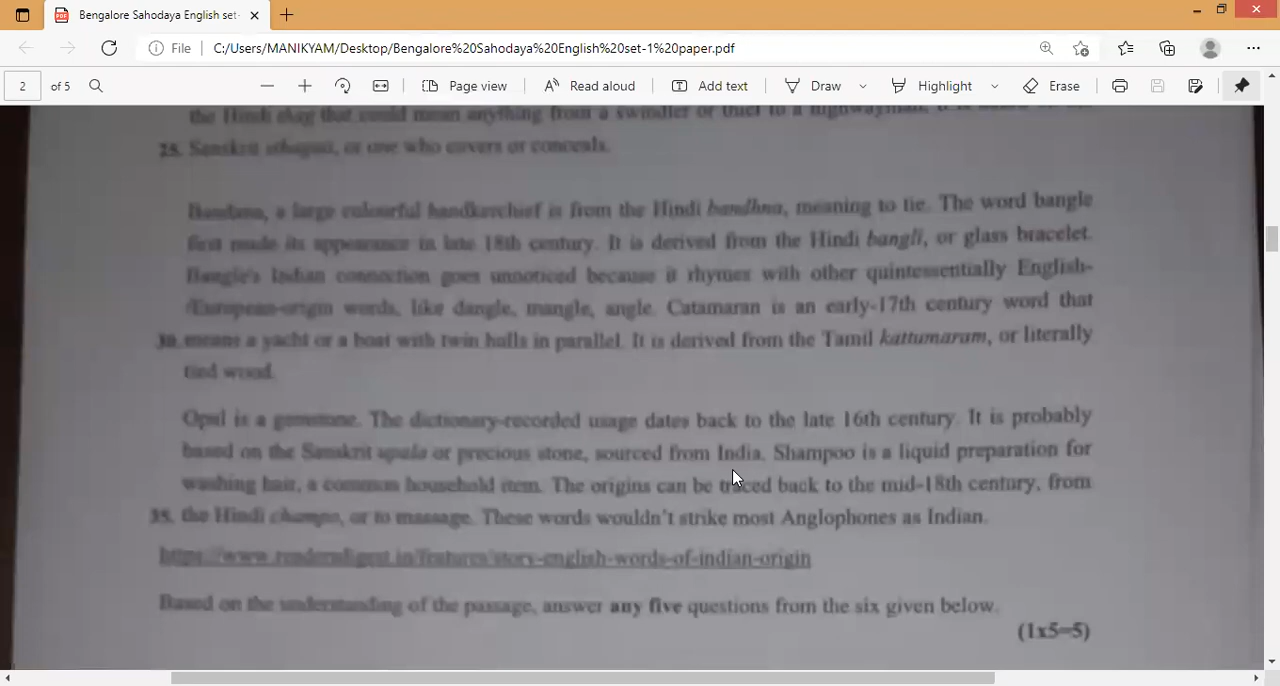 Bengalore Sahodaya English set-
File C:/Users/MANIKYAM/Desktop/Bengalore%20Sahodaya%20English%20set-1%20paper.pdf
2 of 5 Page view Read aloud Add text Draw Highlight Erase
the Hindi that could mean anything from a swindler or thief to a highwayman,
25. Sanskrit or one who covers or conceals.
Bandana, a large colourful handkerchief is from the Hindi bandhna, meaning to tie. The word bangle
first made its appearance in late 18th century. It is derived from the Hindi bangli, or glass bracelet.
Bangle's Indian connection goes unnoticed because it rhymes with other quintessentially English-
/European-origin words, like dangle, mangle, angle. Catamaran is an early-17th century word that
30. means a yacht or a boat with twin hulls in parallel. It is derived from the Tamil kattumaram, or literally
tied wood.
Opal is a gemstone. The dictionary-recorded usage dates back to the late 16th century. It is probably
based on the Sanskrit upala or precious stone, sourced from India. Shampoo is a liquid preparation for
washing hair, a common household item. The origins can be traced back to the mid-18th century, from
35. the Hindi champo, or to massage. These words wouldn't strike most Anglophones as Indian.
https://www.readersdigest.in/features/story-english-words-of-indian-origin
Based on the understanding of the passage, answer any five questions from the six given below.
(1x5=5)